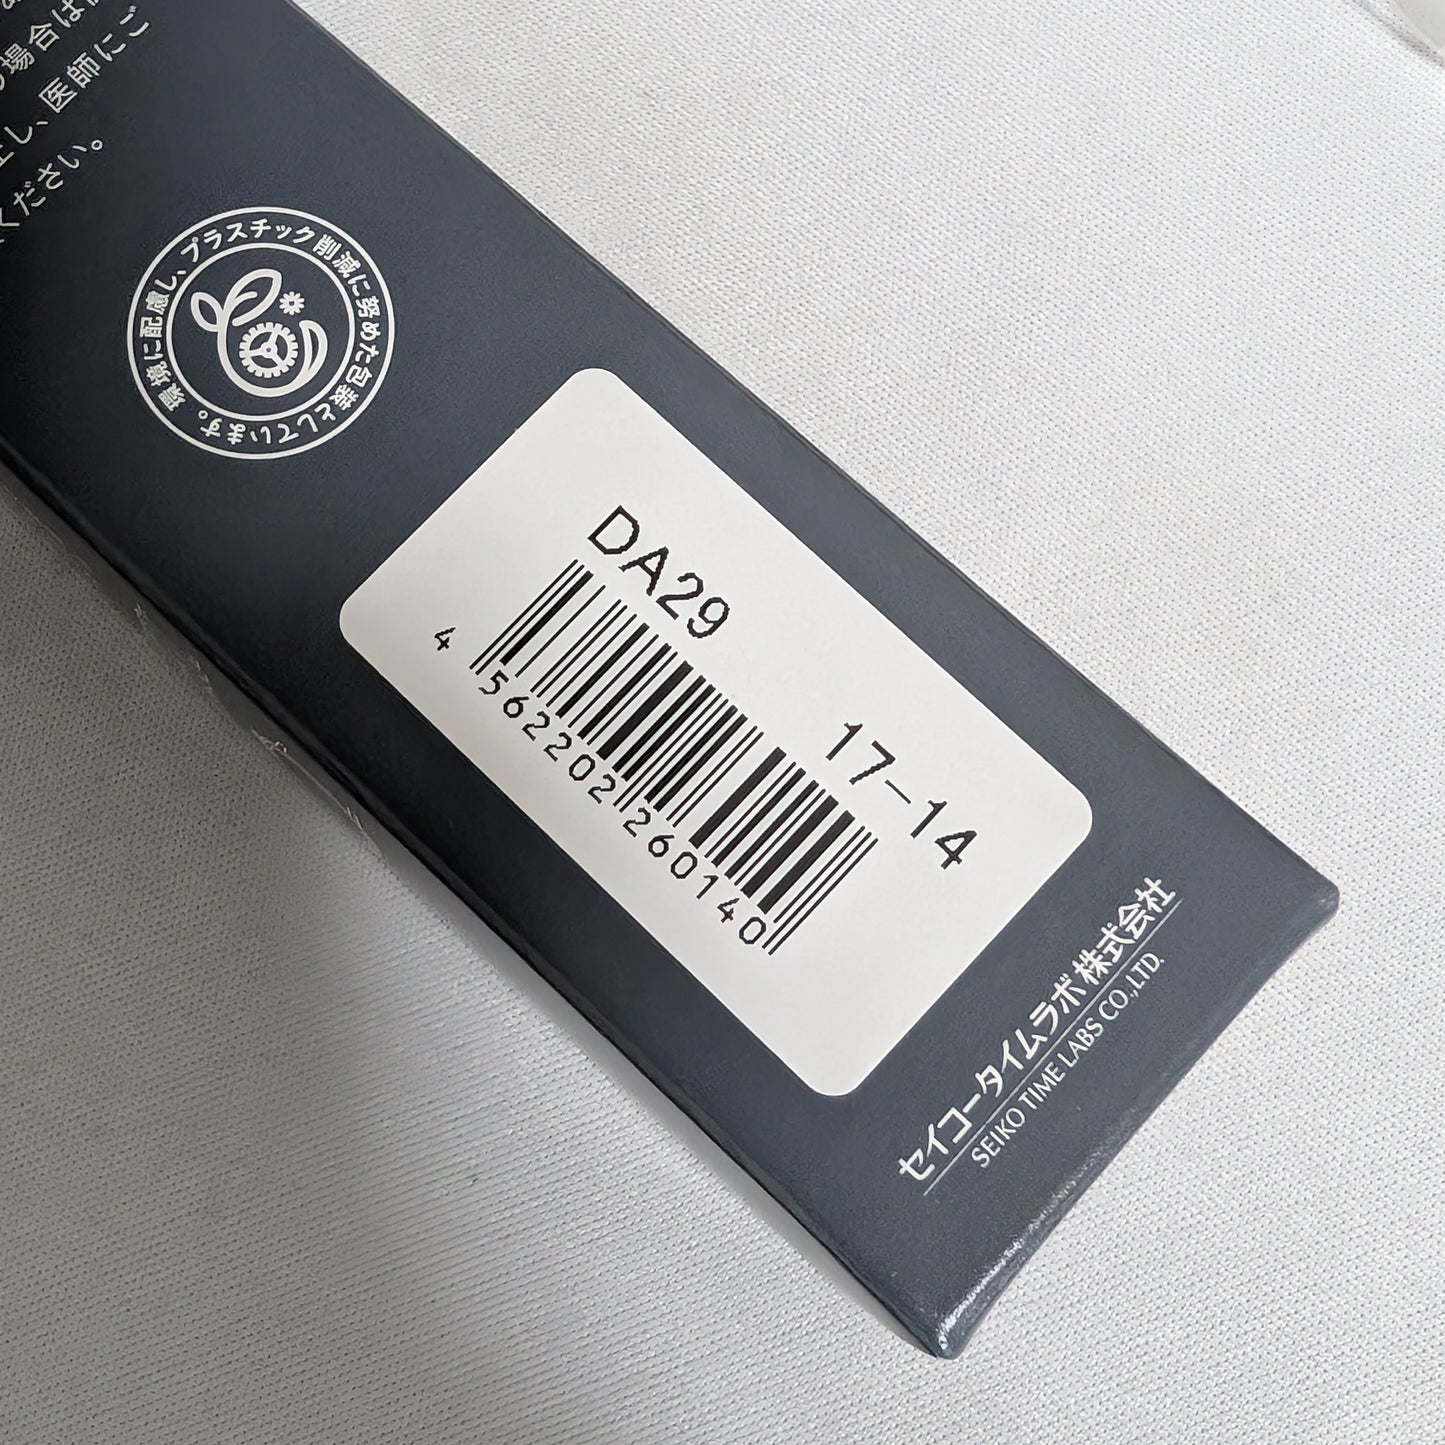 場合は
し、医師にご
ください。
環境に配慮し、プラスチック削減に努めた包装としています。
DA29
17-14
4 562202 260140
セイコータイムラボ株式会社
SEIKO TIME LABS CO.,LTD.